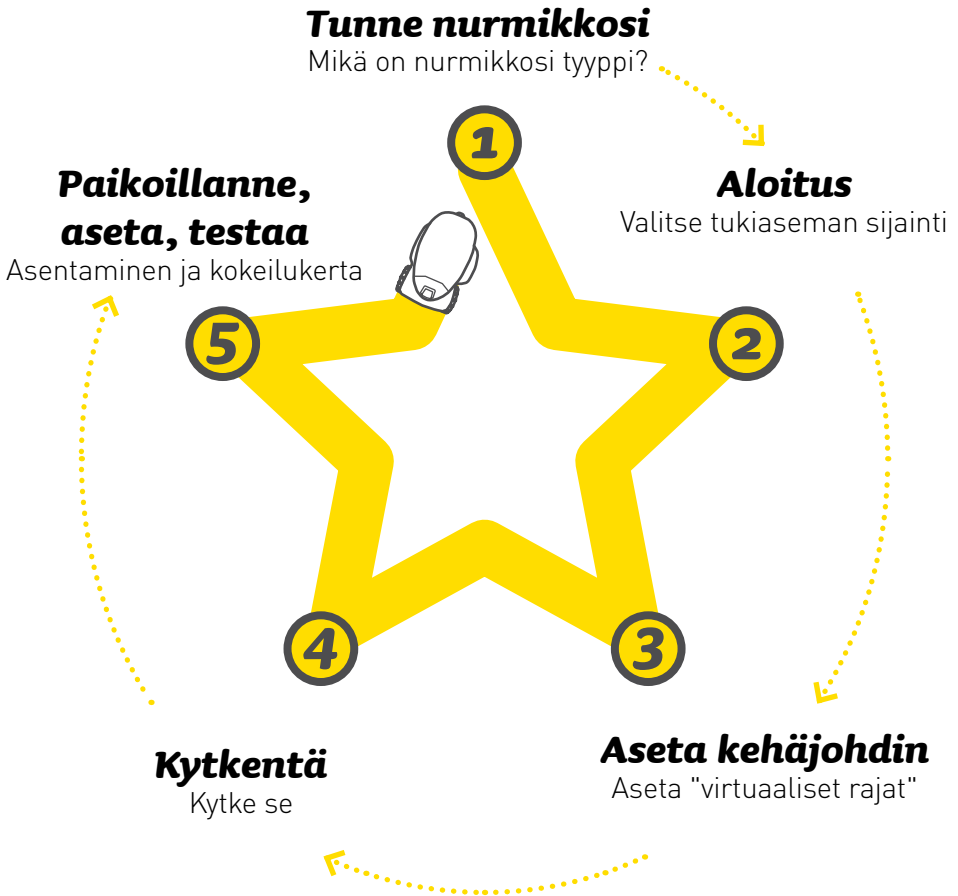 Tunne nurmikkosi
Mikä on nurmikkosi tyyppi?
1
Aloitus
Valitse tukiaseman sijainti
2
Aseta kehäjohdin
Aseta "virtuaaliset rajat"
3
Kytkentä
Kytke se
4
Paikoillanne,
aseta, testaa
Asentaminen ja kokeilukerta
5